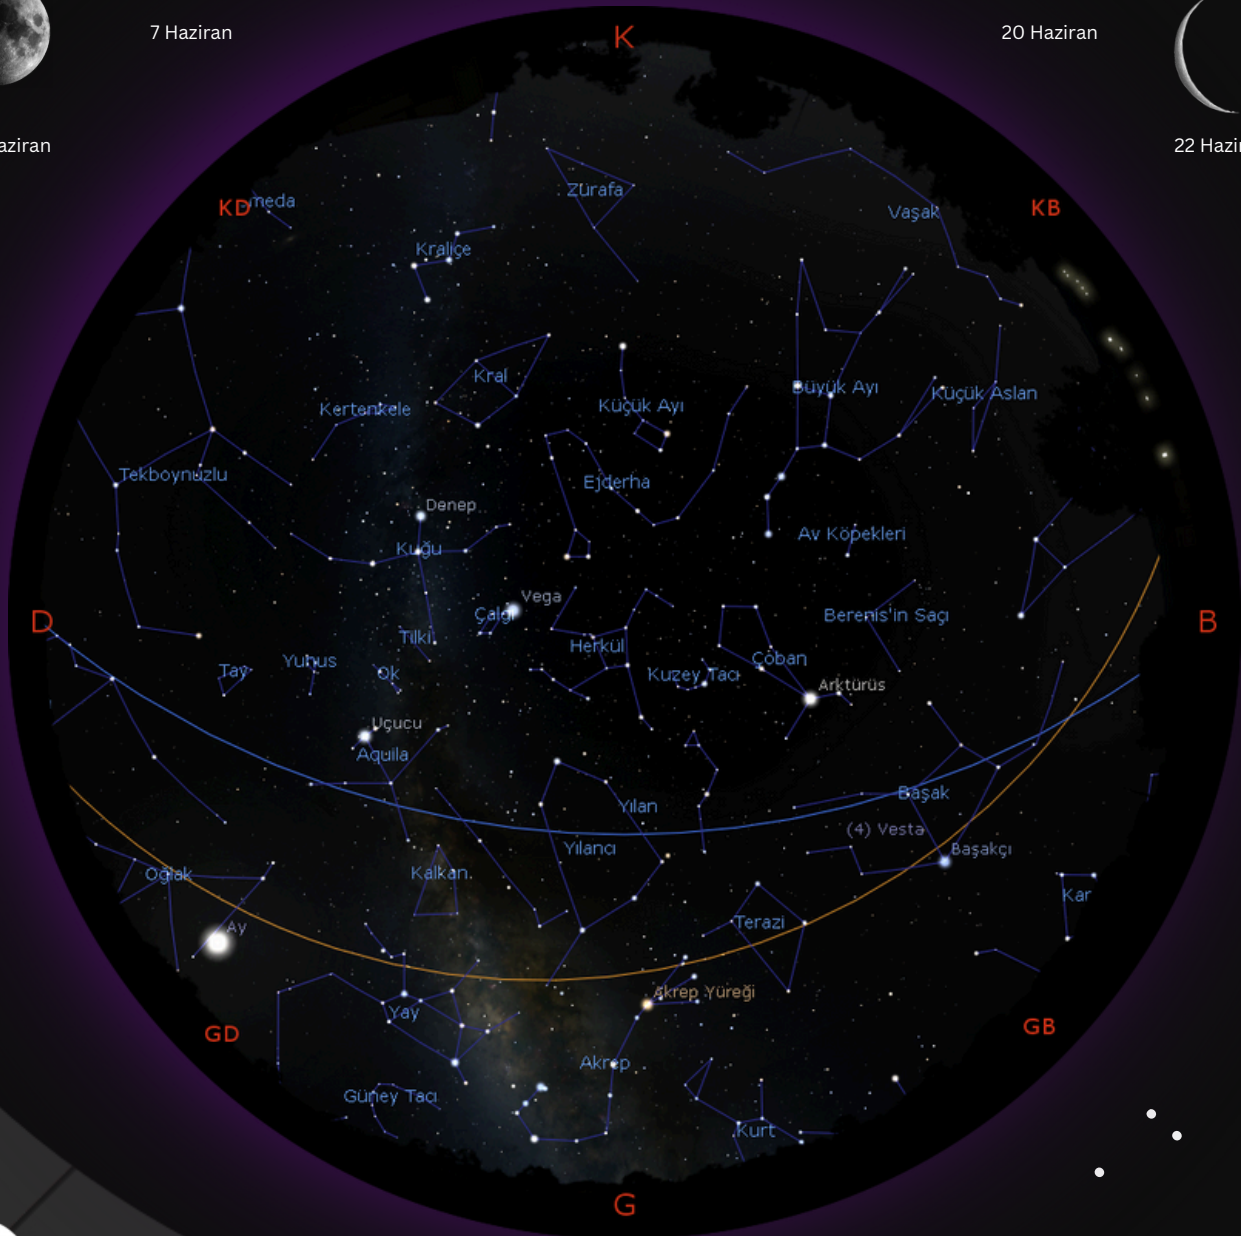 K
7 Haziran
20 Haziran
aziran
22 Hazi
Zürafa
KD
meda
Vaşak
KB
Kraliçe
Kral
Büyük Ayı
Küçük Aslan
Kertenkele
Küçük Ayı
Tekboynuzlu
Ejderha
Denep
Av Köpekleri
Kuğu
Vega
Çalgı
Berenis'in Saçı
D
B
Tilki
Herkül
Yunus
Çoban
Tay
Ok
Kuzey Tacı
Arktürüs
Uçucu
Aquila
Başak
Yılan
(4) Vesta
Yılancı
Başakçı
Oğlak
Kalkan
Kar
Terazi
Ay
Akrep Yüreği
Yay
GD
GB
Akrep
Güney Tacı
Kurt
G